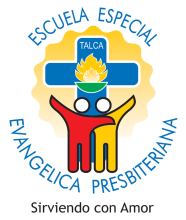 ESCUELA ESPECIAL
TALCA
EVANGELICA PRESBITERIANA
Sirviendo con Amor